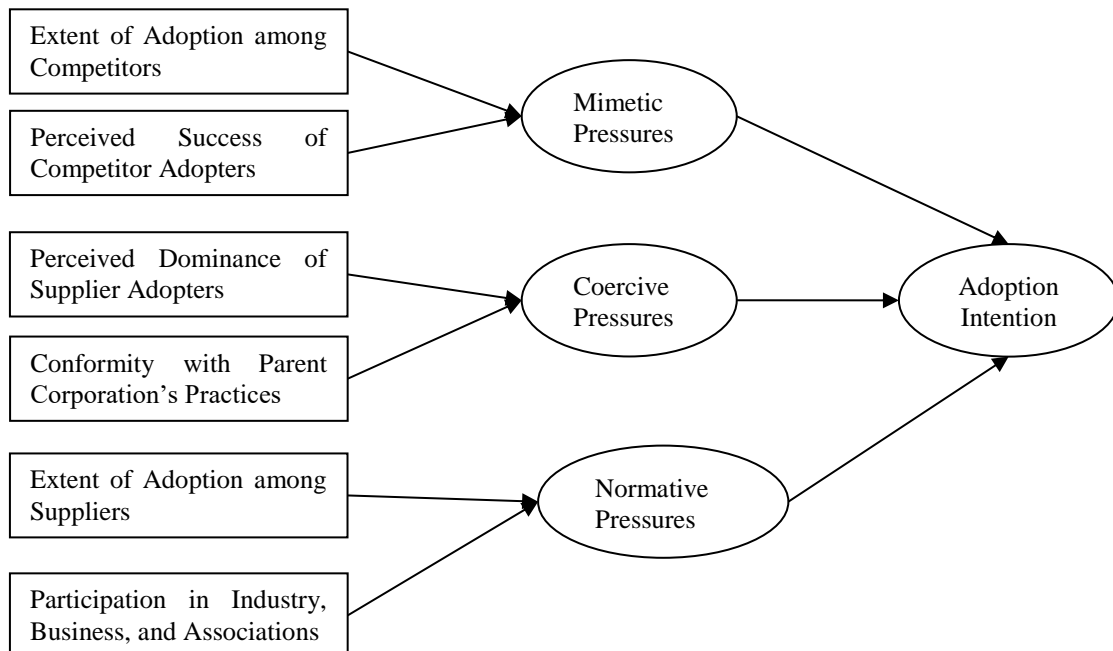 Extent of Adoption among
Competitors
Perceived Success of
Competitor Adopters
Mimetic
Pressures
Perceived Dominance of
Supplier Adopters
Coercive
Pressures
Adoption
Intention
Conformity with Parent
Corporation's Practices
Extent of Adoption among
Suppliers
Normative
Pressures
Participation in Industry,
Business, and Associations